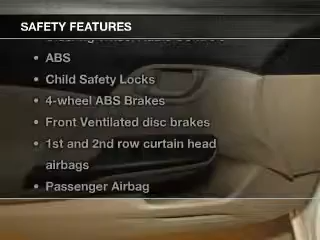 SAFETY FEATURES
• ABS
• Child Safety Locks
• 4-wheel ABS Brakes
• Front Ventilated disc brakes
• 1st and 2nd row curtain head
airbags
• Passenger Airbag